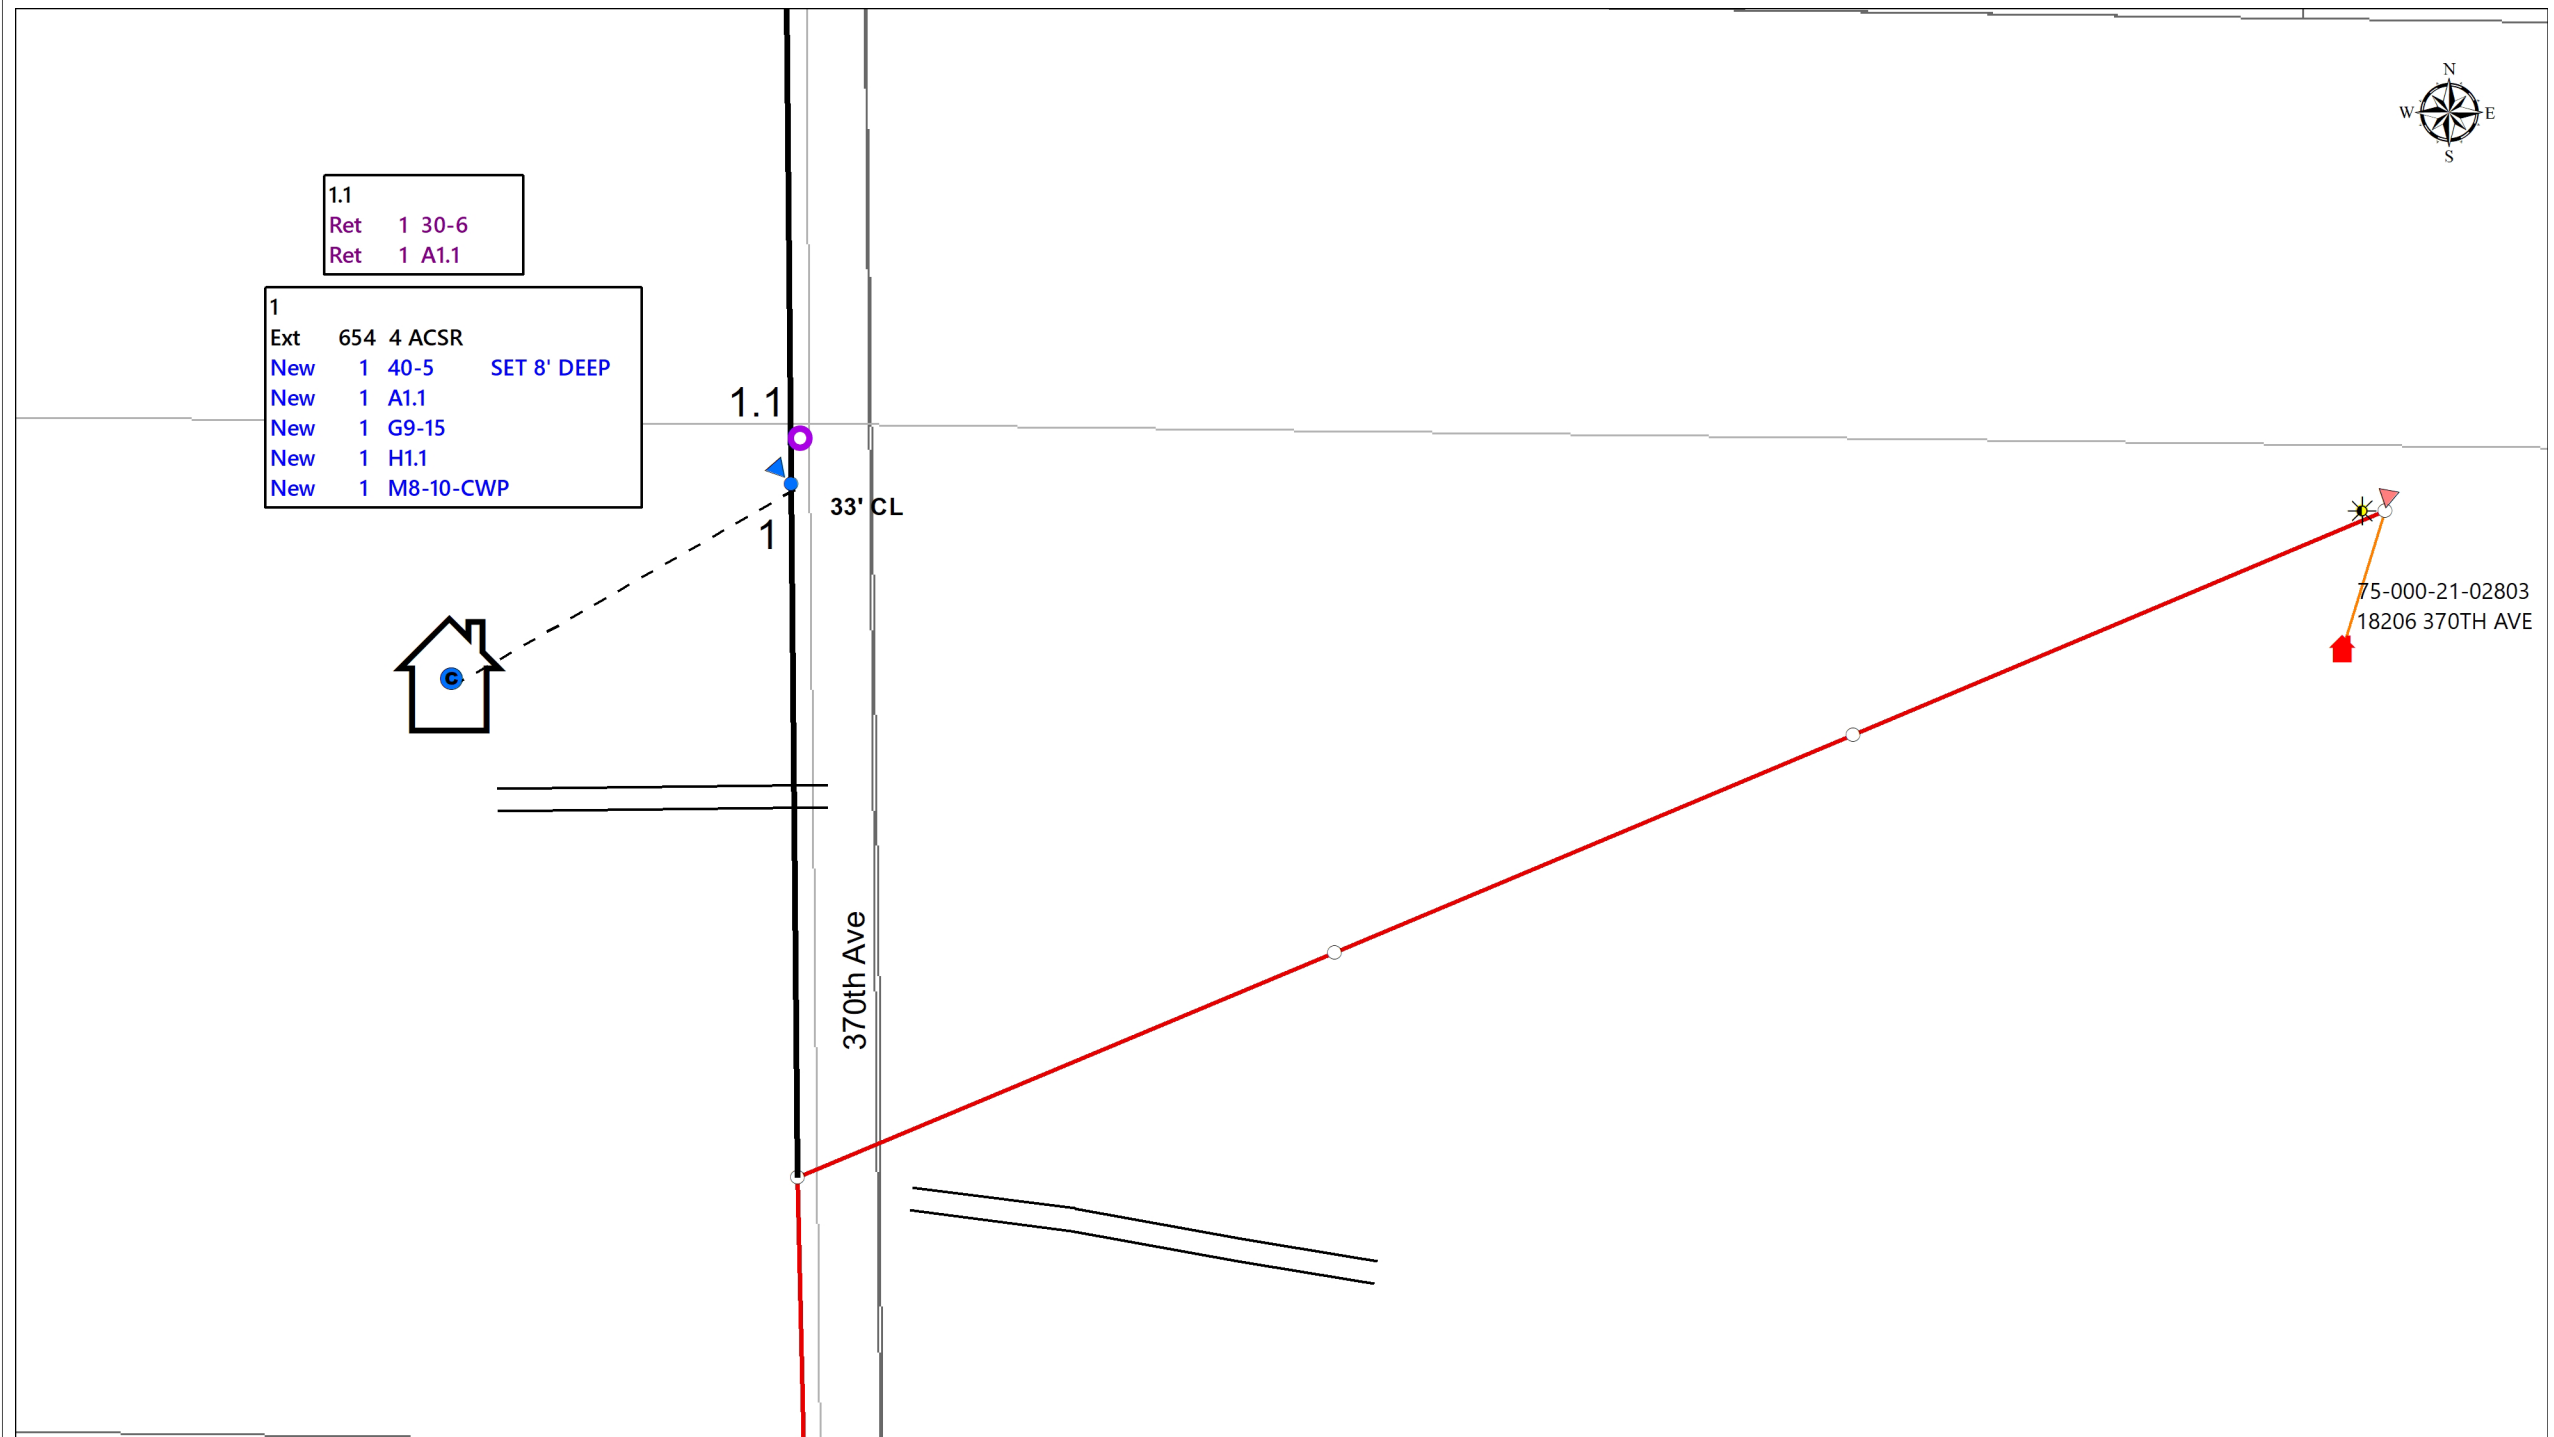 N
W E
S
1.1
Ret 1 30-6
Ret 1 A1.1
1
Ext 654 4 ACSR
New 1 40-5 SET 8' DEEP
New 1 A1.1
New 1 G9-15
New 1 H1.1
New 1 M8-10-CWP
1.1
33' CL
1
75-000-21-02803
18206 370TH AVE
C
370th Ave